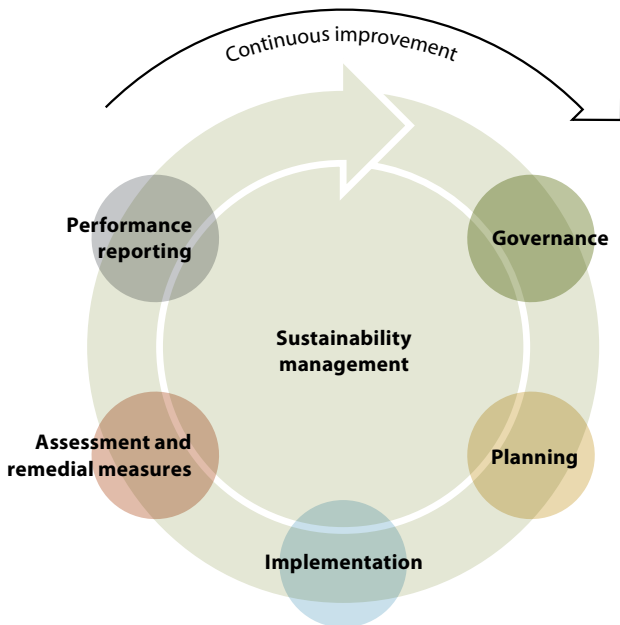 Continuous improvement
Performance
reporting
Governance
Sustainability
management
Assessment and
remedial measures
Planning
Implementation